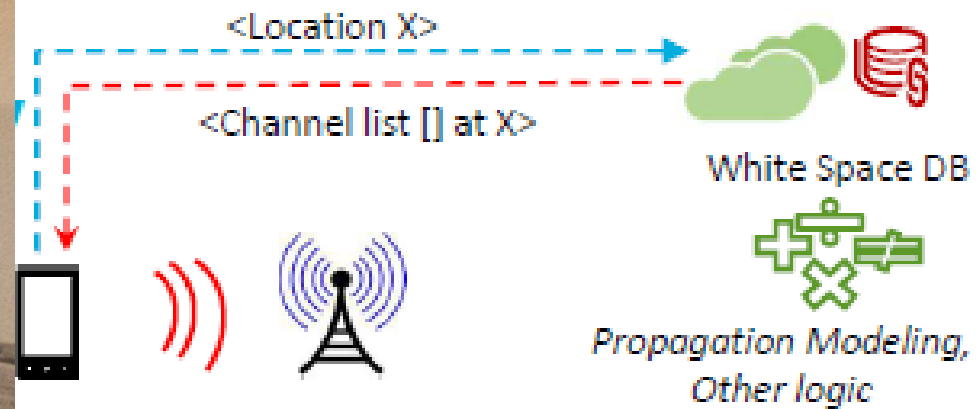 <Location X>
<Channel list [] at X>
White Space DB
Propagation Modeling,
Other logic